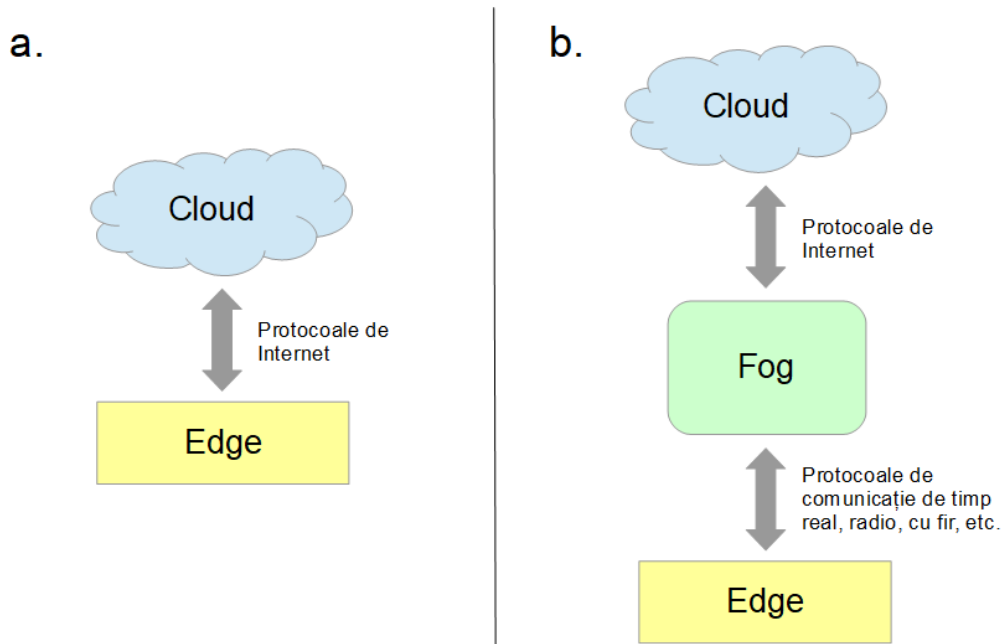 a.
Cloud
Protocoale de
Internet
Edge
b.
Cloud
Protocoale de
Internet
Fog
Protocoale de
comunicație de timp
real, radio, cu fir, etc.
Edge